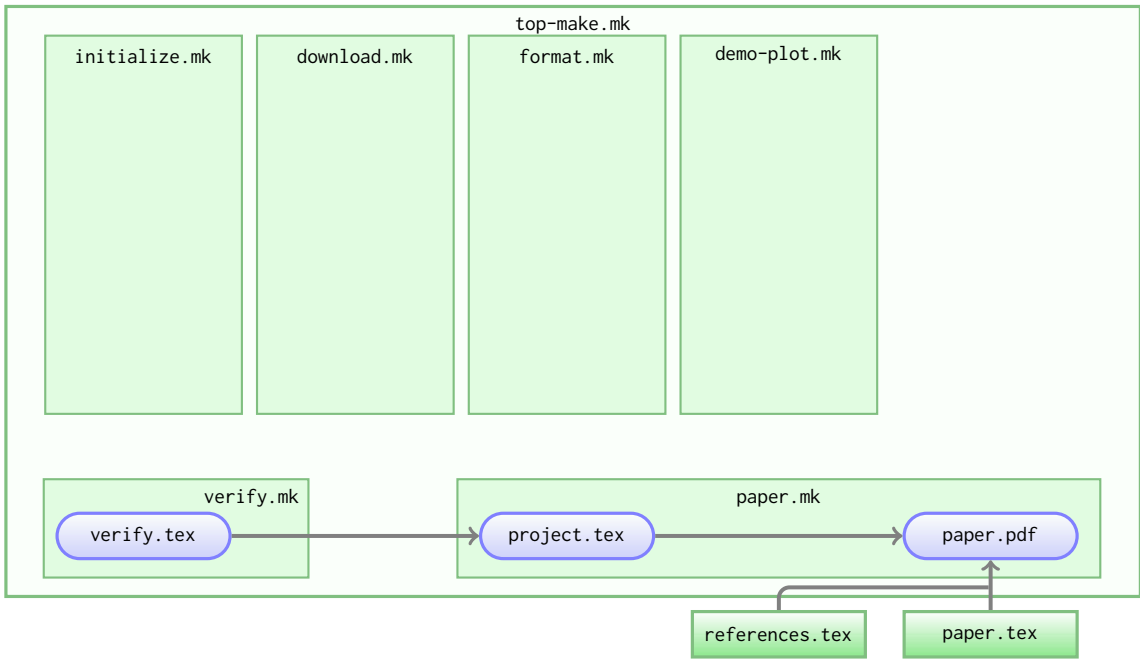 top-make.mk
initialize.mk
download.mk
format.mk
demo-plot.mk
verify.mk
paper.mk
verify.tex
project.tex
paper.pdf
references.tex
paper.tex